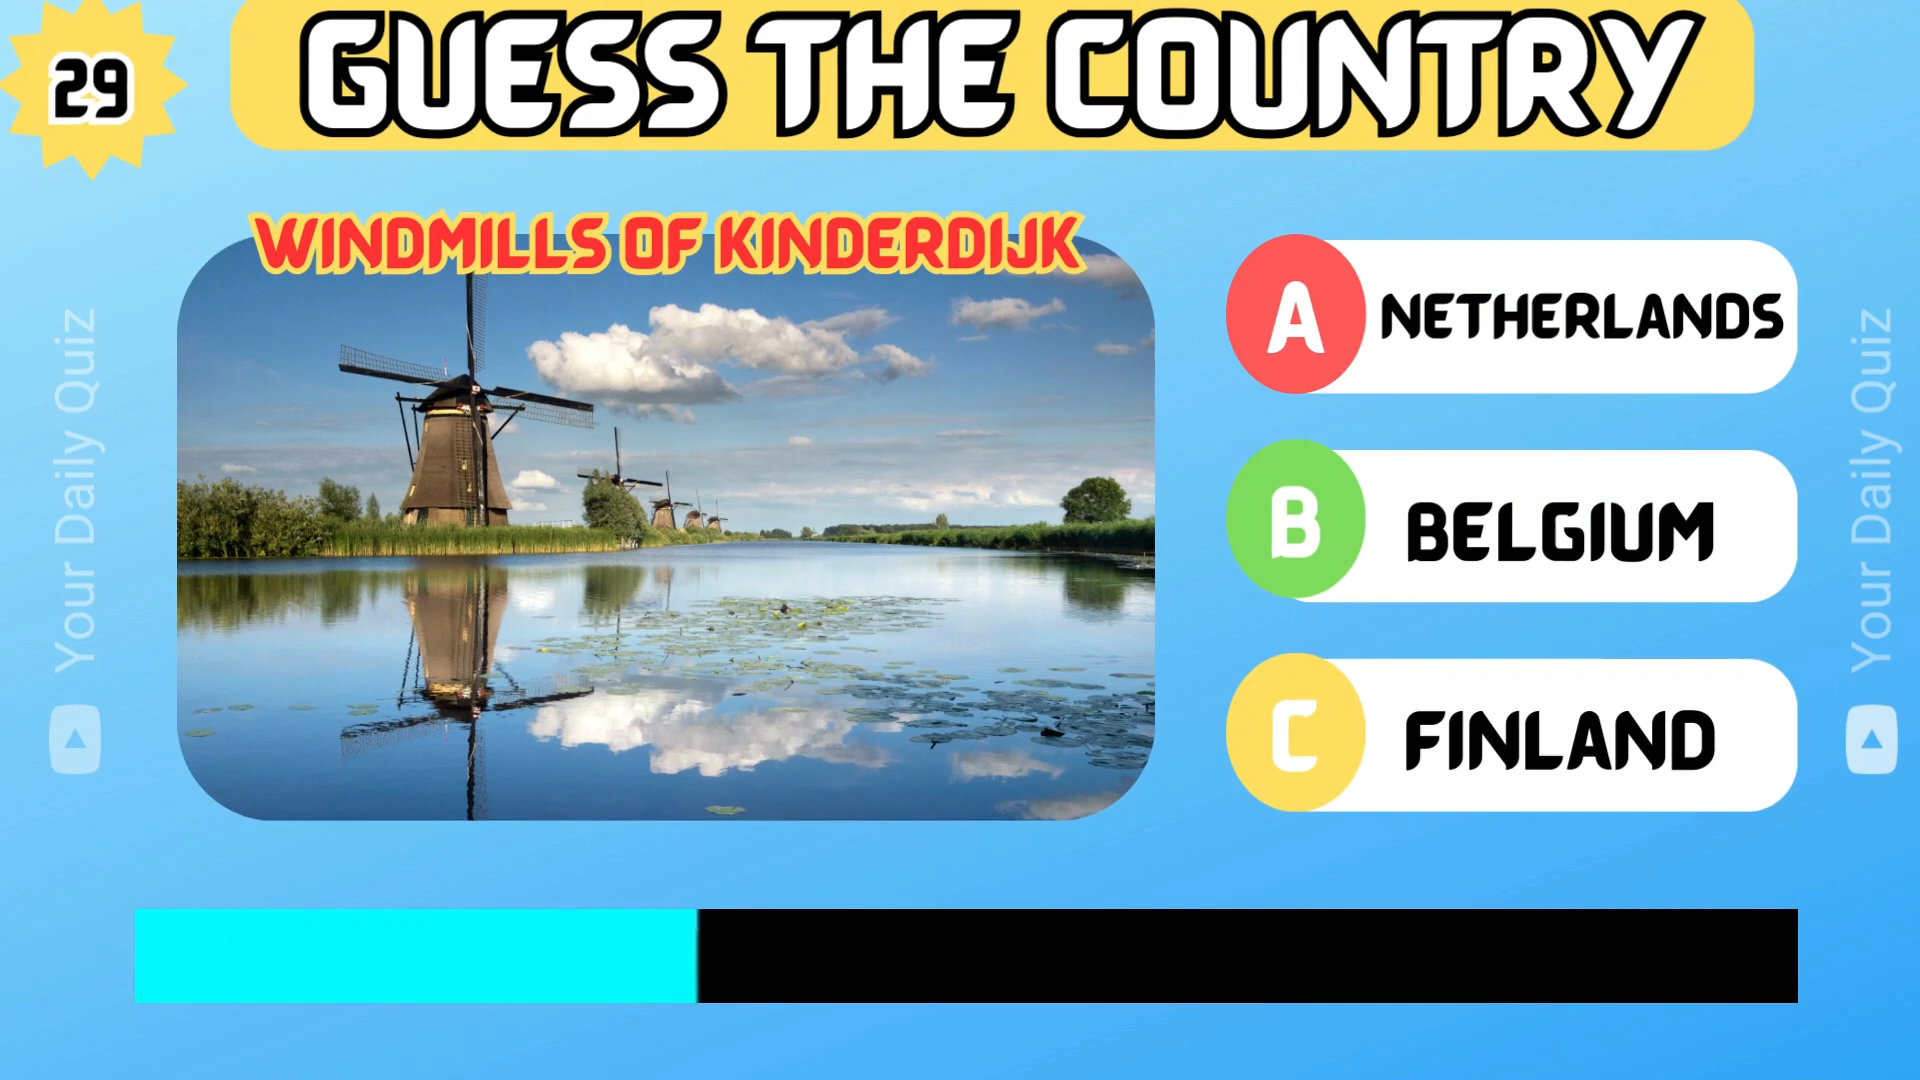 29
GUESS THE COUNTRY
WINDMILLS OF KINDERDIJK
A NETHERLANDS
B BELGIUM
C FINLAND
Your Daily Quiz
Your Daily Quiz